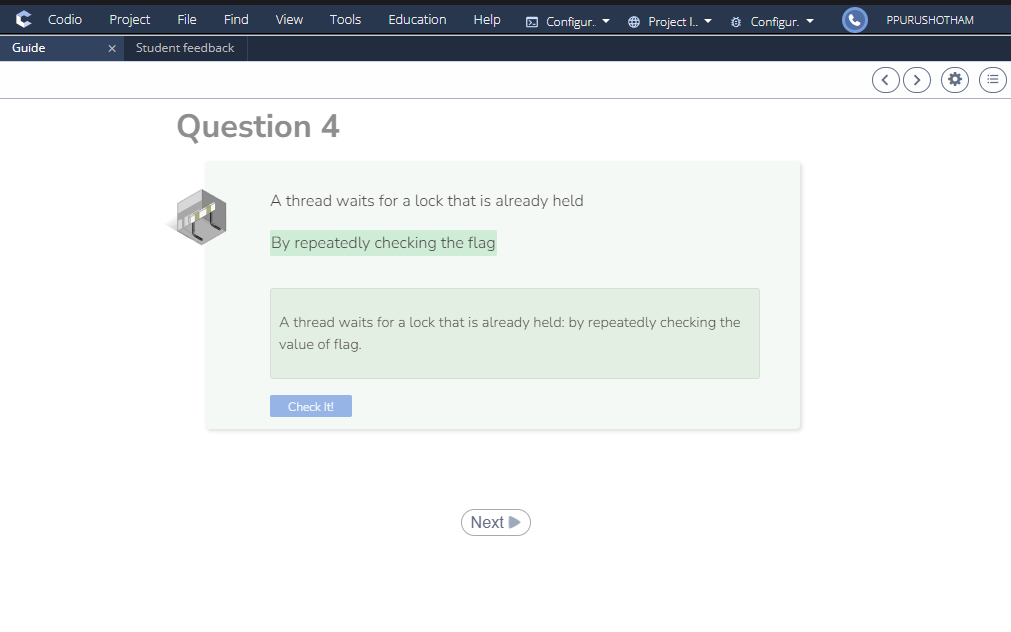 Codio Project File Find View Tools Education Help Configur.. Project I.. Configur. PPURUSHOTHAM
Guide × Student feedback
Question 4
A thread waits for a lock that is already held
By repeatedly checking the flag
A thread waits for a lock that is already held: by repeatedly checking the
value of flag.
Check It!
Next